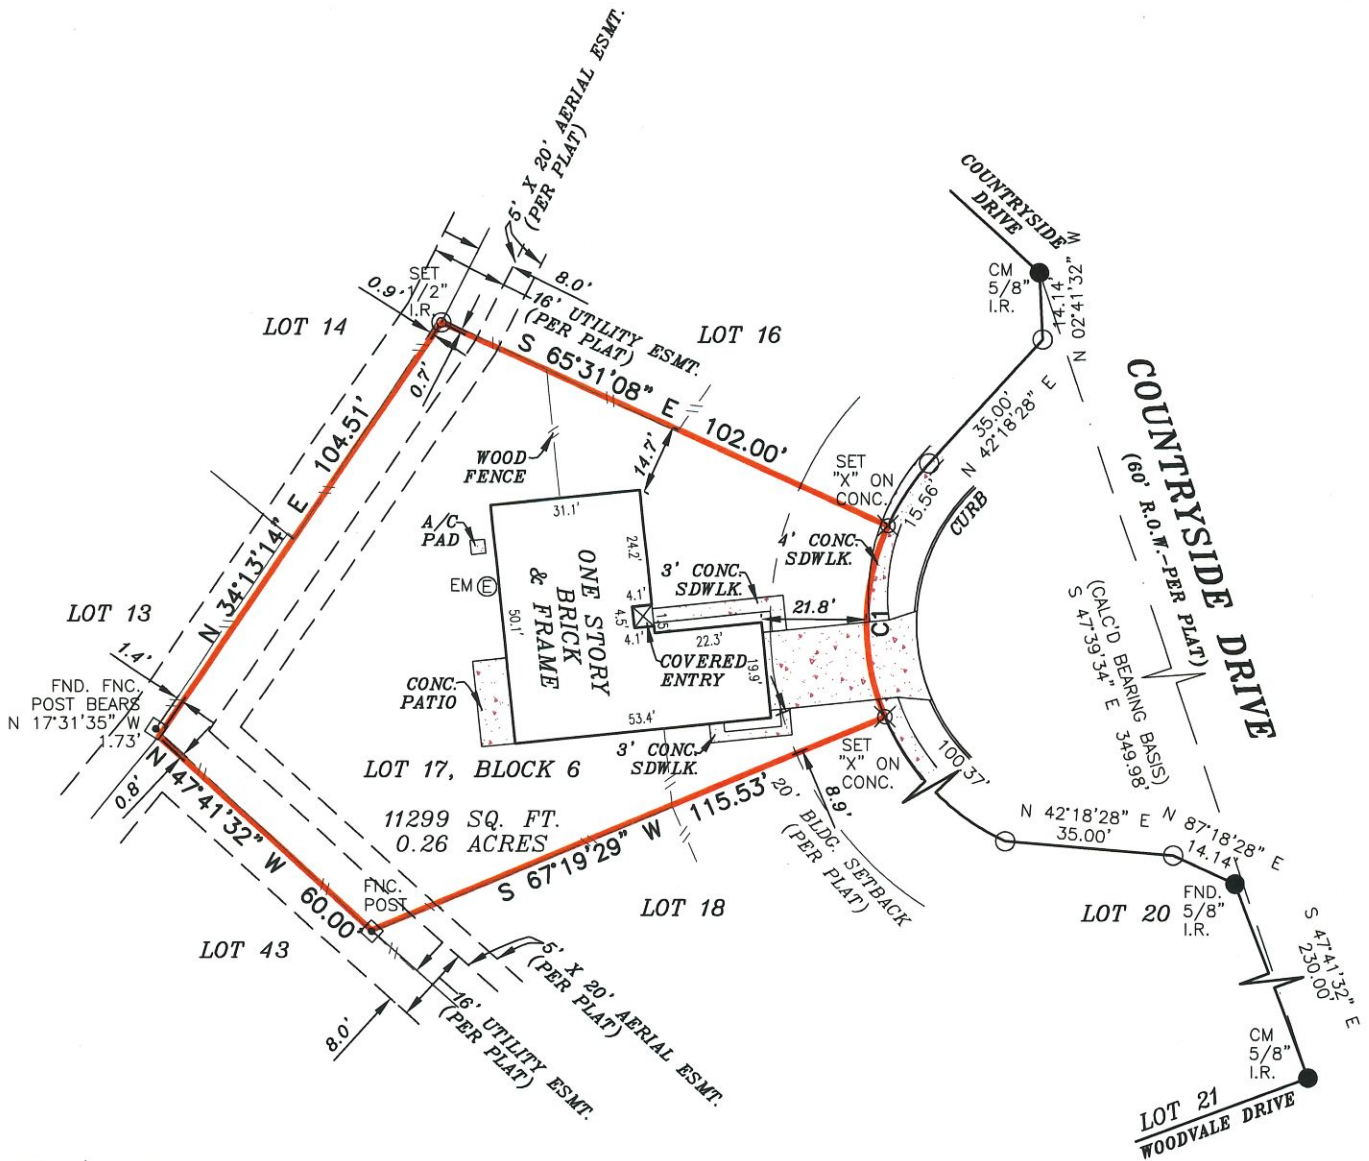 5' X 20' AERIAL ESMT.
(PER PLAT)
SET
1/2"
I.R.
0.9'
8.0'
16' UTILITY ESMT.
(PER PLAT)
LOT 14
LOT 16
0.7'
S 65°31'08" E 102.00'
N 34°13'14" E 104.51'
WOOD
FENCE
14.7'
SET
"X" ON
CONC.
COUNTRYSIDE
DRIVE
CM
5/8"
I.R.
14.14'
N 02°41'32" W
35.00'
N 42°18'28" E
15.56'
CURB
COUNTRYSIDE DRIVE
(60' R.O.W.-PER PLAT)
(CALC'D BEARING BASIS)
S 47°39'34" E 349.98'
31.1'
A/C
PAD
24.2'
4' CONC.
SDWLK.
3' CONC.
SDWLK.
EM E
ONE STORY
BRICK
& FRAME
50.1'
4.1'
4.5'
4.1'
1.5'
21.8'
C1
22.3'
19.9'
COVERED
ENTRY
LOT 13
1.4'
FND. FNC.
POST BEARS
N 17°31'35" W
1.73'
CONC.
PATIO
53.4'
3' CONC.
SDWLK.
0.8'
N 47°41'32" W 60.00'
LOT 17, BLOCK 6
11299 SQ. FT.
0.26 ACRES
SET
"X" ON
CONC.
100.37'
8.9'
20' BLDG. SETBACK
(PER PLAT)
S 67°19'29" W 115.53'
FNC.
POST
LOT 43
LOT 18
N 42°18'28" E
35.00'
N 87°18'28" E
14.14'
LOT 20
FND.
5/8"
I.R.
S 47°41'32" E
230.00'
5' X 20' AERIAL ESMT.
(PER PLAT)
16' UTILITY ESMT.
(PER PLAT)
8.0'
CM
5/8"
I.R.
LOT 21
WOODVALE DRIVE